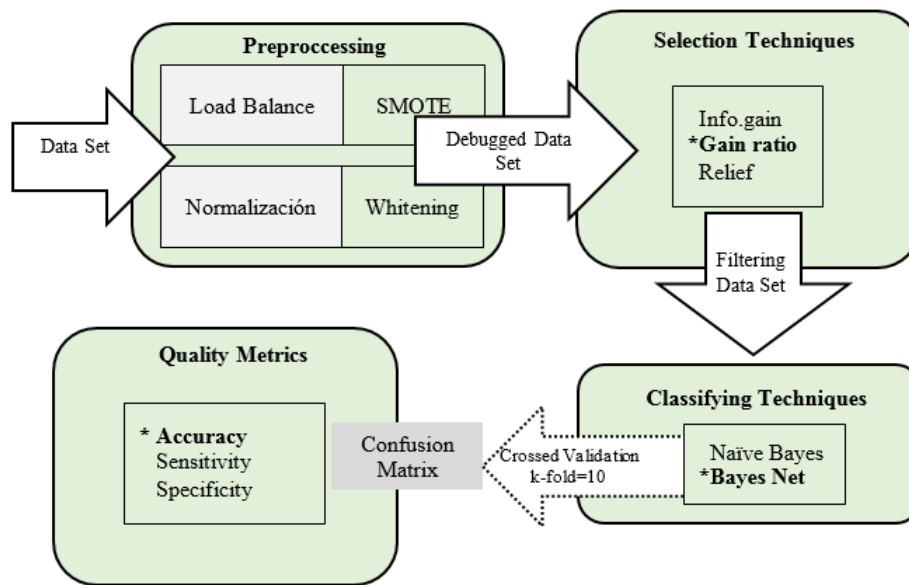 Preproccessing
Load Balance
SMOTE
Data Set
Normalización
Whitening
Debugged Data
Set
Selection Techniques
Info.gain
*Gain ratio
Relief
Filtering
Data Set
Classifying Techniques
Naïve Bayes
*Bayes Net
Crossed Validation
k-fold=10
Confusion
Matrix
Quality Metrics
* Accuracy
Sensitivity
Specificity